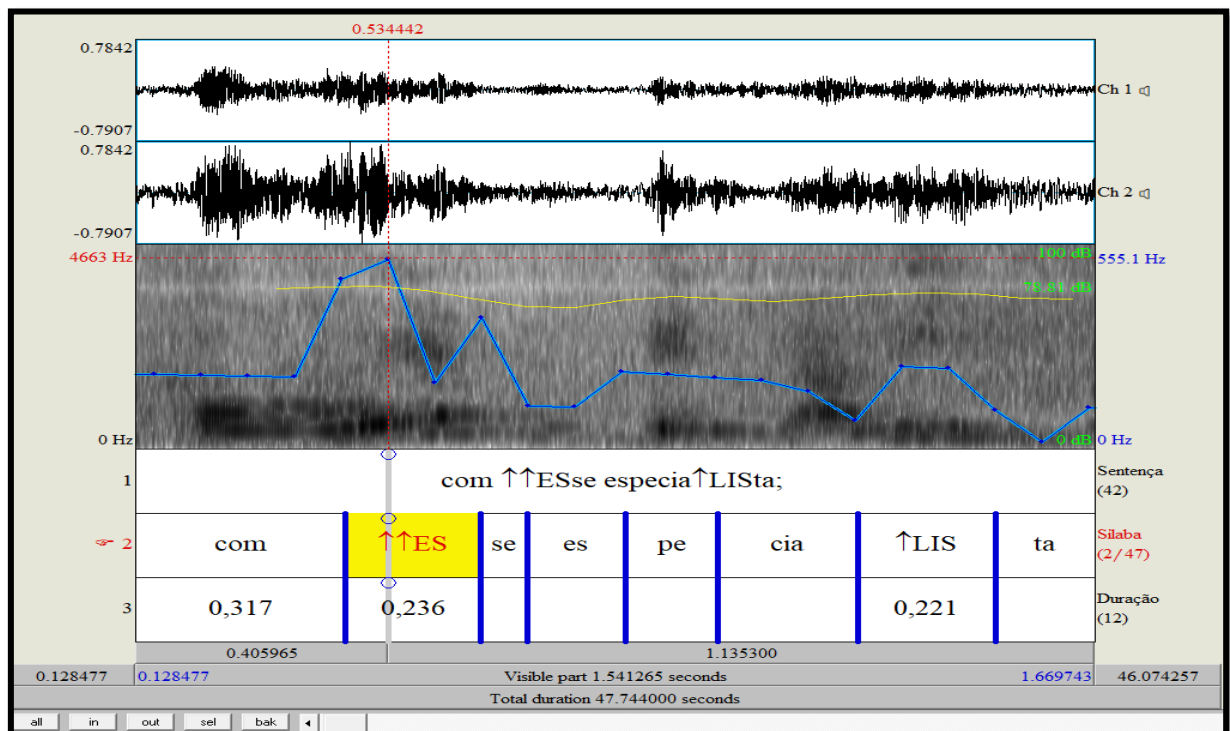 0.534442
0.7842
-0.7907
Ch 1
0.7842
-0.7907
Ch 2
4663 Hz
100 dB
555.1 Hz
78.81 dB
0 Hz
0 dB
0 Hz
1
com ↑↑ESse especia↑LISta;
Sentença
(42)
2
com ↑↑ES se es pe cia ↑LIS ta
Sílaba
(2/47)
3
0,317 0,236 0,221
Duração
(12)
0.405965 1.135300
0.128477 0.128477 Visible part 1.541265 seconds 1.669743 46.074257
Total duration 47.744000 seconds
all in out sel bak